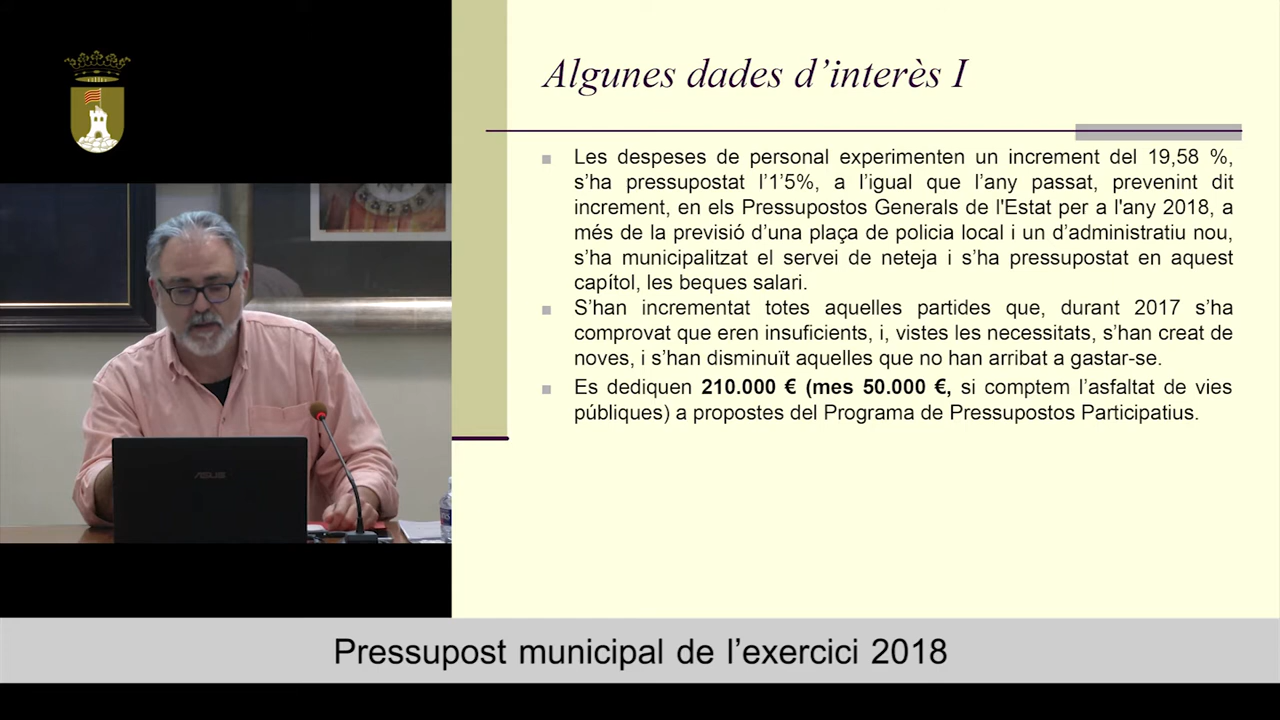 Algunes dades d’interès I
Les despeses de personal experimenten un increment del 19,58 %,
s’ha pressupostat l’1’5%, a l’igual que l’any passat, prevenint dit
increment, en els Pressupostos Generals de l'Estat per a l'any 2018, a
més de la previsió d’una plaça de policia local i un d’administratiu nou,
s’ha municipalitzat el servei de neteja i s’ha pressupostat en aquest
capítol, les beques salari.
S’han incrementat totes aquelles partides que, durant 2017 s’ha
comprovat que eren insuficients, i, vistes les necessitats, s’han creat de
noves, i s’han disminuït aquelles que no han arribat a gastar-se.
Es dediquen 210.000 € (mes 50.000 €, si comptem l’asfaltat de vies
públiques) a propostes del Programa de Pressupostos Participatius.
ASUS
Pressupost municipal de l’exercici 2018